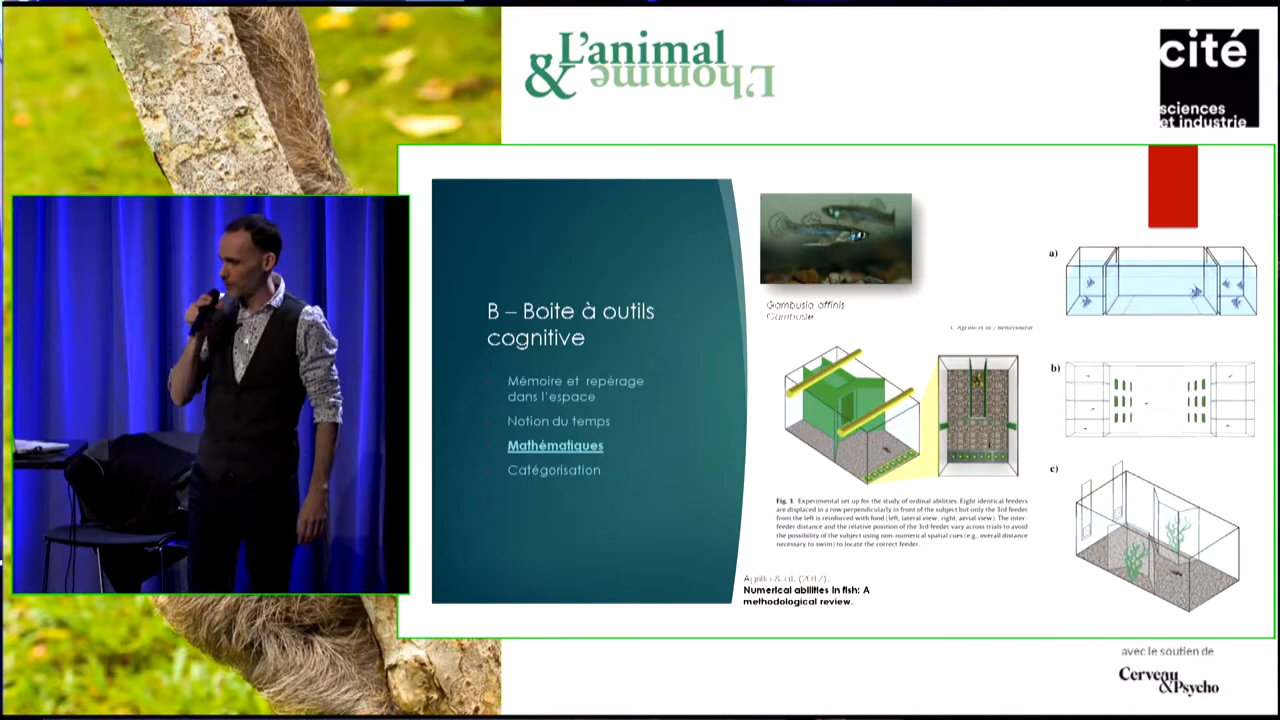 L'animal
& L'homme
cité
sciences
et industrie
B – Boite à outils
cognitive
Mémoire et repérage
dans l'espace
Notion du temps
Mathématiques
Catégorisation
Gambusia affinis
Gambusie
a)
b)
c)
Fig. 3. Experimental set up for the study of ordinal abilities. Eight identical feeders
are displaced in a row perpendicularly in front of the subject but only the 3rd feeder
from the left is reinforced with food (left, lateral view; right, aerial view). The inter-
feeder distance and the relative position of the 3rd feeder vary across trials to avoid
the possibility of the subject using non-numerical spatial cues (e.g., overall distance
necessary to swim) to locate the correct feeder.
Agrillo & al. (2017).
Numerical abilities in fish: A
methodological review.
avec le soutien de
Cerveau
&Psycho